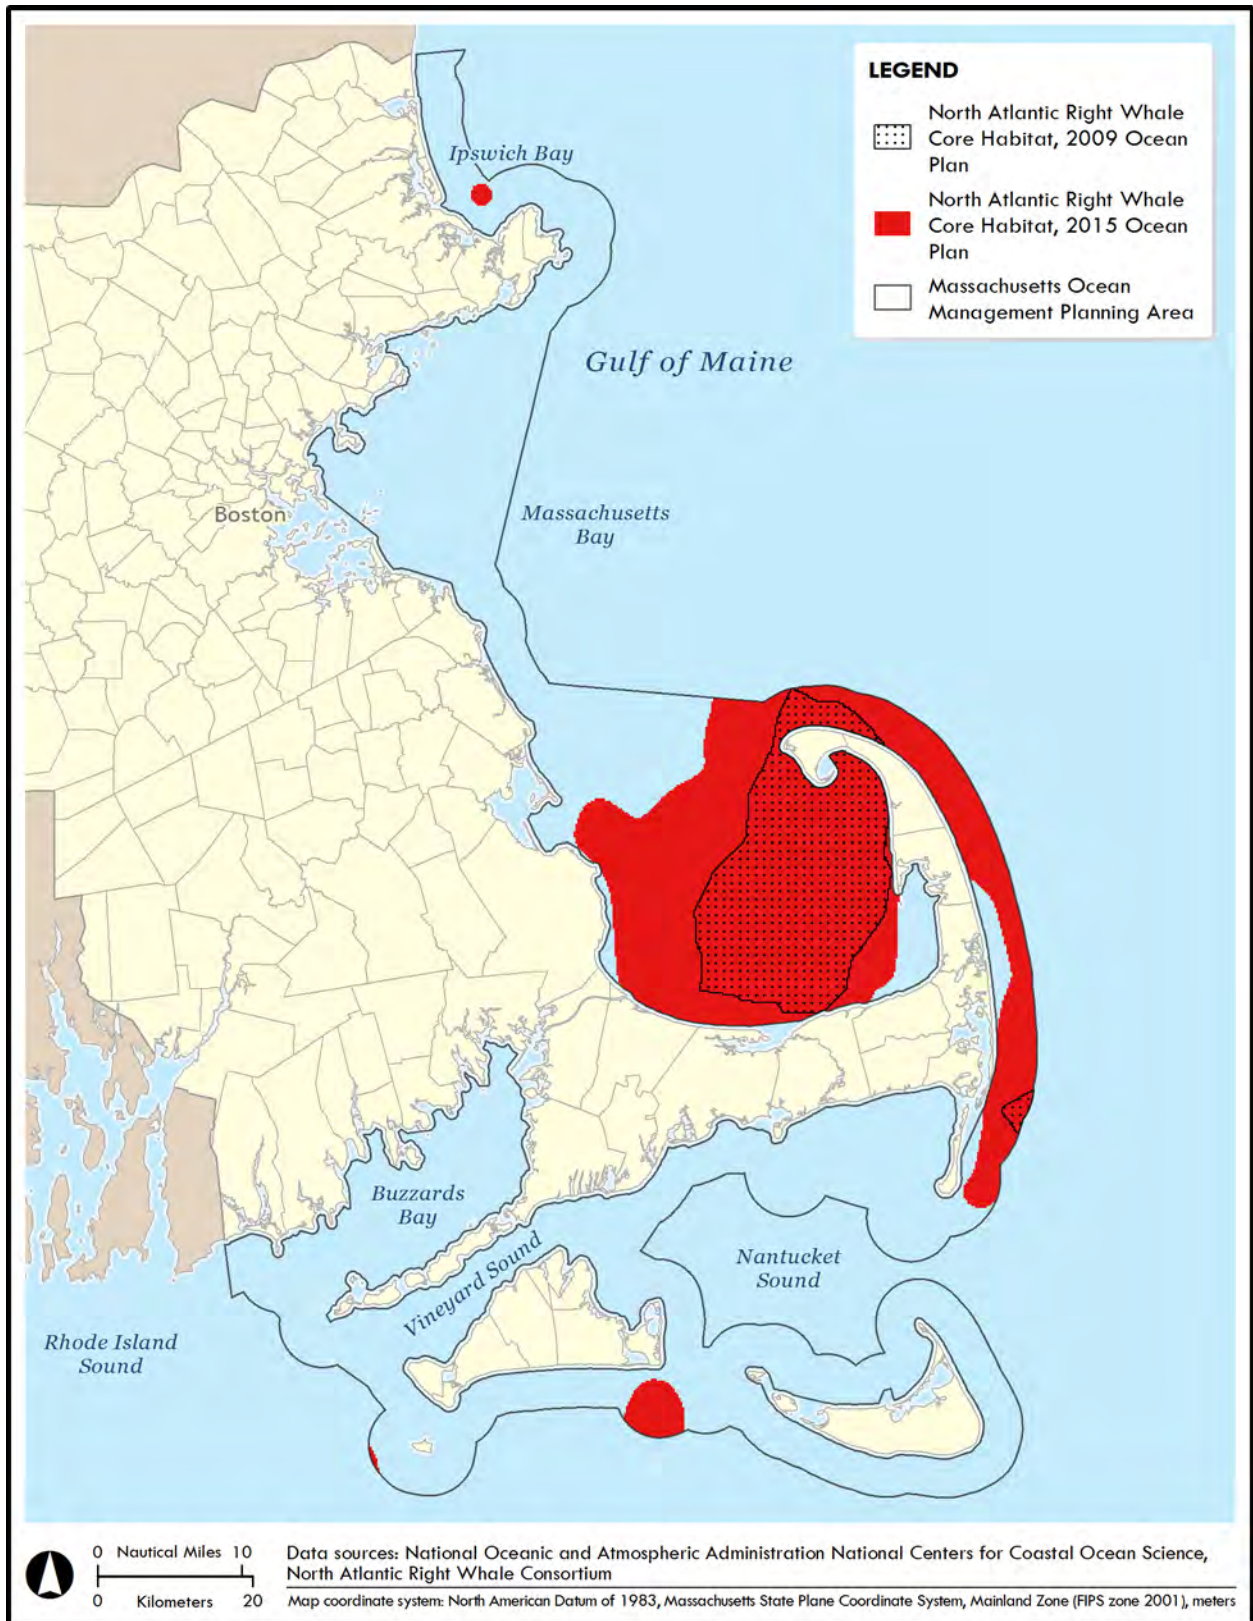 LEGEND
North Atlantic Right Whale
Core Habitat, 2009 Ocean
Plan
North Atlantic Right Whale
Core Habitat, 2015 Ocean
Plan
Massachusetts Ocean
Management Planning Area
Ipswich Bay
Gulf of Maine
Boston
Massachusetts
Bay
Buzzards
Bay
Vineyard Sound
Nantucket
Sound
Rhode Island
Sound
0 Nautical Miles 10
0 Kilometers 20
Data sources: National Oceanic and Atmospheric Administration National Centers for Coastal Ocean Science,
North Atlantic Right Whale Consortium
Map coordinate system: North American Datum of 1983, Massachusetts State Plane Coordinate System, Mainland Zone (FIPS zone 2001), meters